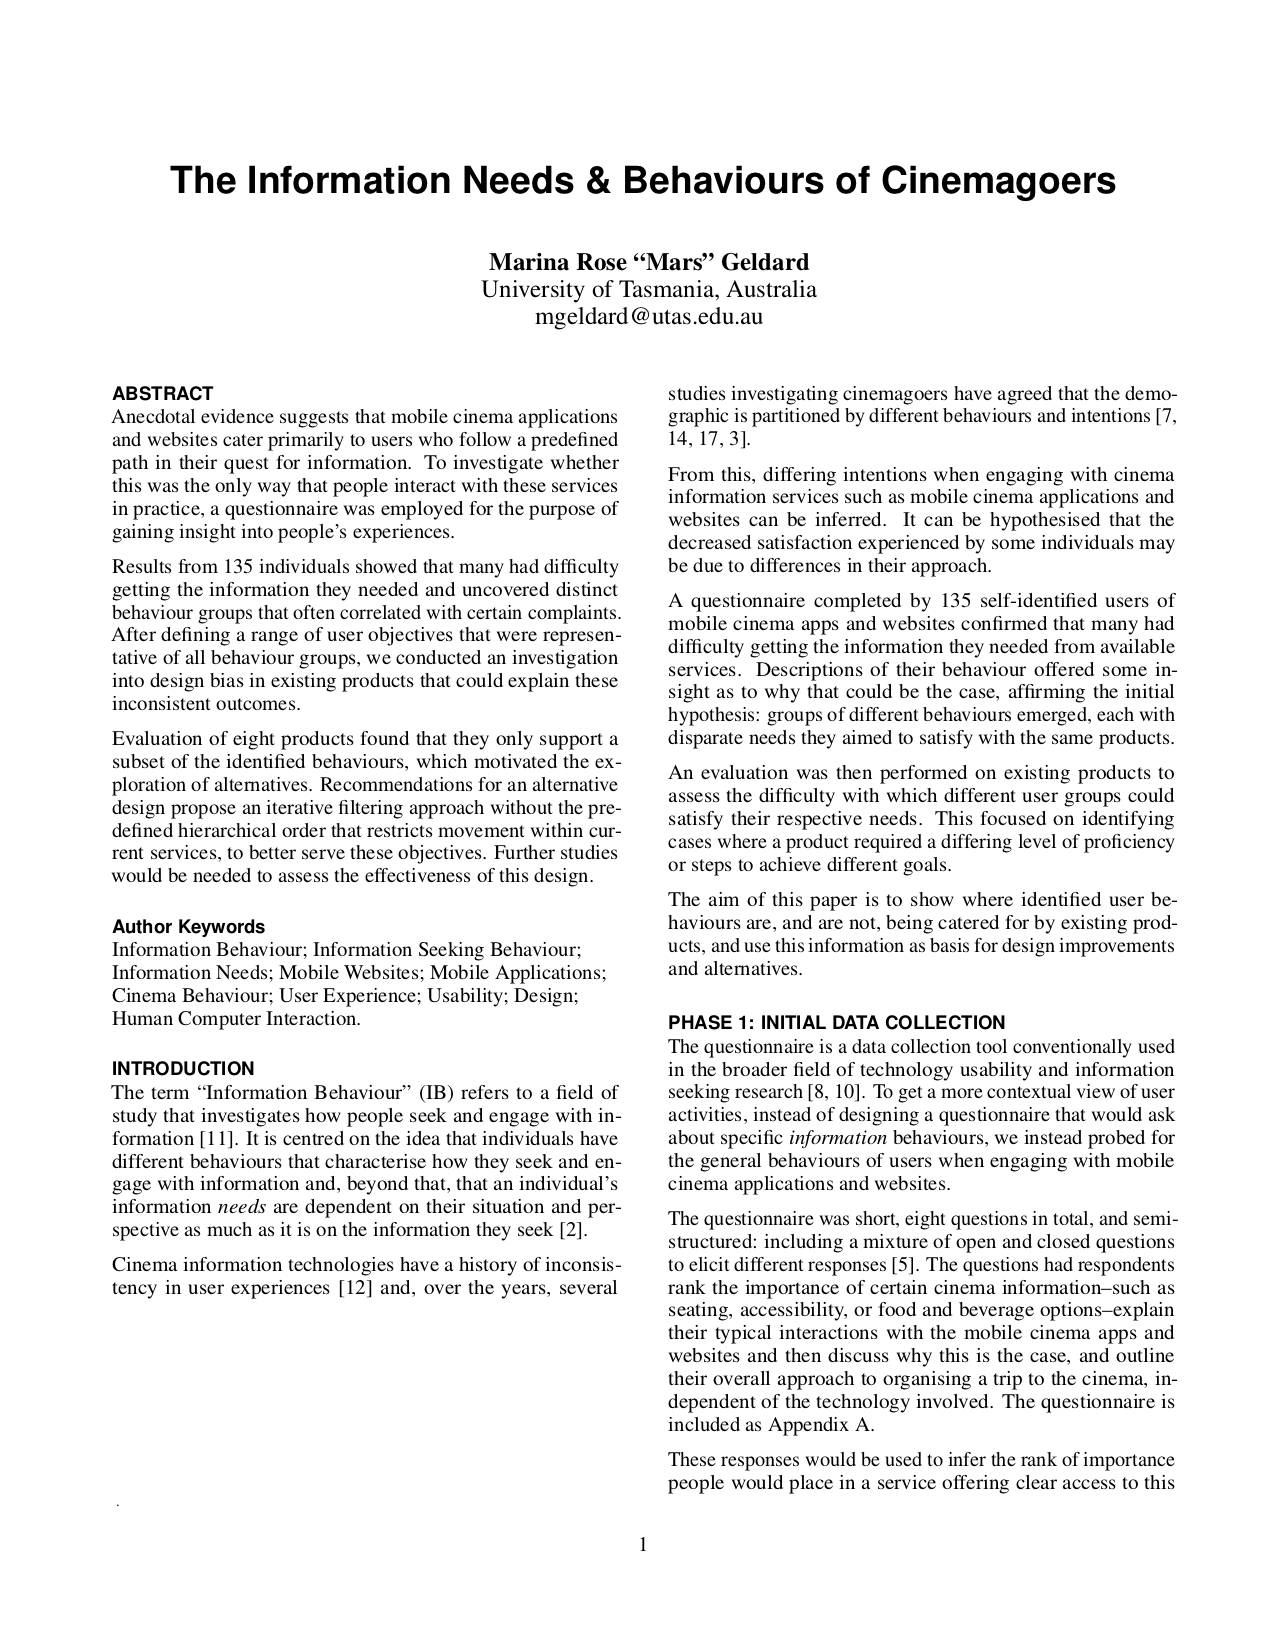 The Information Needs & Behaviours of Cinemagoers
Marina Rose “Mars” Geldard
University of Tasmania, Australia
mgeldard@utas.edu.au
ABSTRACT
Anecdotal evidence suggests that mobile cinema applications
and websites cater primarily to users who follow a predefined
path in their quest for information. To investigate whether
this was the only way that people interact with these services
in practice, a questionnaire was employed for the purpose of
gaining insight into people’s experiences.
Results from 135 individuals showed that many had difficulty
getting the information they needed and uncovered distinct
behaviour groups that often correlated with certain complaints.
After defining a range of user objectives that were represen-
tative of all behaviour groups, we conducted an investigation
into design bias in existing products that could explain these
inconsistent outcomes.
Evaluation of eight products found that they only support a
subset of the identified behaviours, which motivated the ex-
ploration of alternatives. Recommendations for an alternative
design propose an iterative filtering approach without the pre-
defined hierarchical order that restricts movement within cur-
rent services, to better serve these objectives. Further studies
would be needed to assess the effectiveness of this design.
Author Keywords
Information Behaviour; Information Seeking Behaviour;
Information Needs; Mobile Websites; Mobile Applications;
Cinema Behaviour; User Experience; Usability; Design;
Human Computer Interaction.
INTRODUCTION
The term “Information Behaviour” (IB) refers to a field of
study that investigates how people seek and engage with in-
formation [11]. It is centred on the idea that individuals have
different behaviours that characterise how they seek and en-
gage with information and, beyond that, that an individual’s
information needs are dependent on their situation and per-
spective as much as it is on the information they seek [2].
Cinema information technologies have a history of inconsis-
tency in user experiences [12] and, over the years, several
.
studies investigating cinemagoers have agreed that the demo-
graphic is partitioned by different behaviours and intentions [7,
14, 17, 3].
From this, differing intentions when engaging with cinema
information services such as mobile cinema applications and
websites can be inferred. It can be hypothesised that the
decreased satisfaction experienced by some individuals may
be due to differences in their approach.
A questionnaire completed by 135 self-identified users of
mobile cinema apps and websites confirmed that many had
difficulty getting the information they needed from available
services. Descriptions of their behaviour offered some in-
sight as to why that could be the case, affirming the initial
hypothesis: groups of different behaviours emerged, each with
disparate needs they aimed to satisfy with the same products.
An evaluation was then performed on existing products to
assess the difficulty with which different user groups could
satisfy their respective needs. This focused on identifying
cases where a product required a differing level of proficiency
or steps to achieve different goals.
The aim of this paper is to show where identified user be-
haviours are, and are not, being catered for by existing prod-
ucts, and use this information as basis for design improvements
and alternatives.
PHASE 1: INITIAL DATA COLLECTION
The questionnaire is a data collection tool conventionally used
in the broader field of technology usability and information
seeking research [8, 10]. To get a more contextual view of user
activities, instead of designing a questionnaire that would ask
about specific information behaviours, we instead probed for
the general behaviours of users when engaging with mobile
cinema applications and websites.
The questionnaire was short, eight questions in total, and semi-
structured: including a mixture of open and closed questions
to elicit different responses [5]. The questions had respondents
rank the importance of certain cinema information–such as
seating, accessibility, or food and beverage options–explain
their typical interactions with the mobile cinema apps and
websites and then discuss why this is the case, and outline
their overall approach to organising a trip to the cinema, in-
dependent of the technology involved. The questionnaire is
included as Appendix A.
These responses would be used to infer the rank of importance
people would place in a service offering clear access to this
1